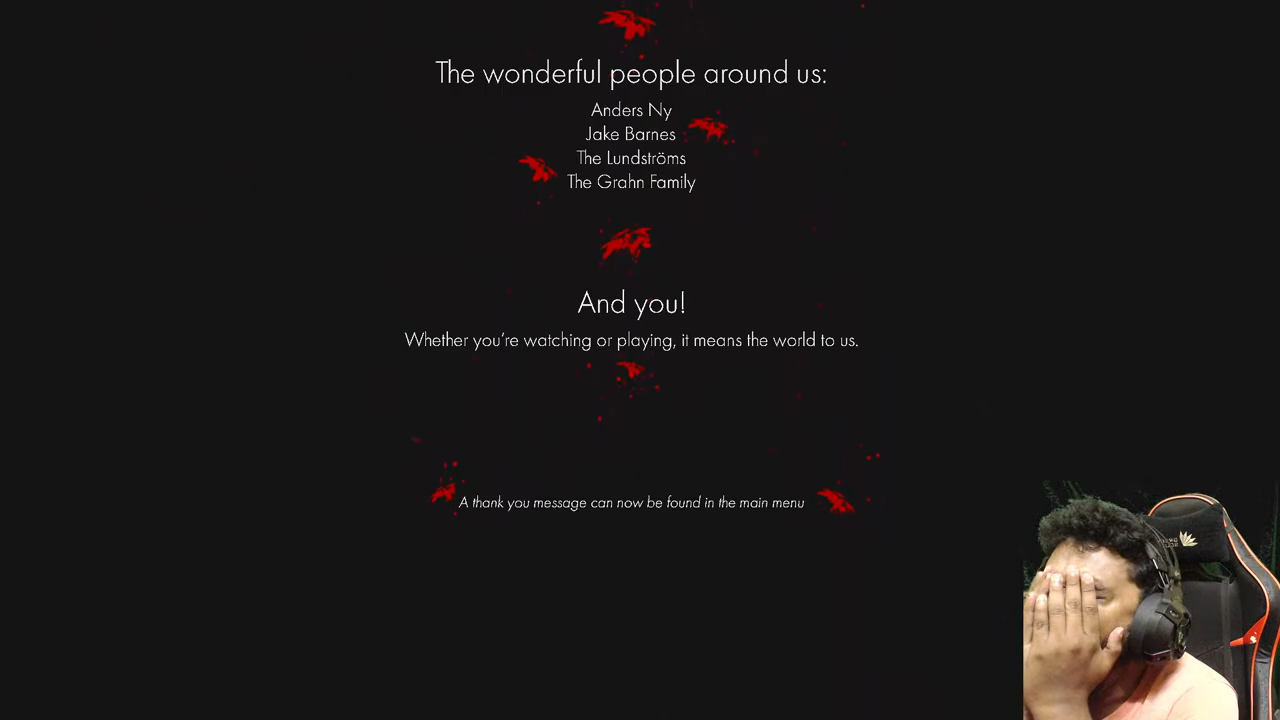 The wonderful people around us:
Anders Ny
Jake Barnes
The Lundströms
The Grahn Family
And you!
Whether you're watching or playing, it means the world to us.
A thank you message can now be found in the main menu